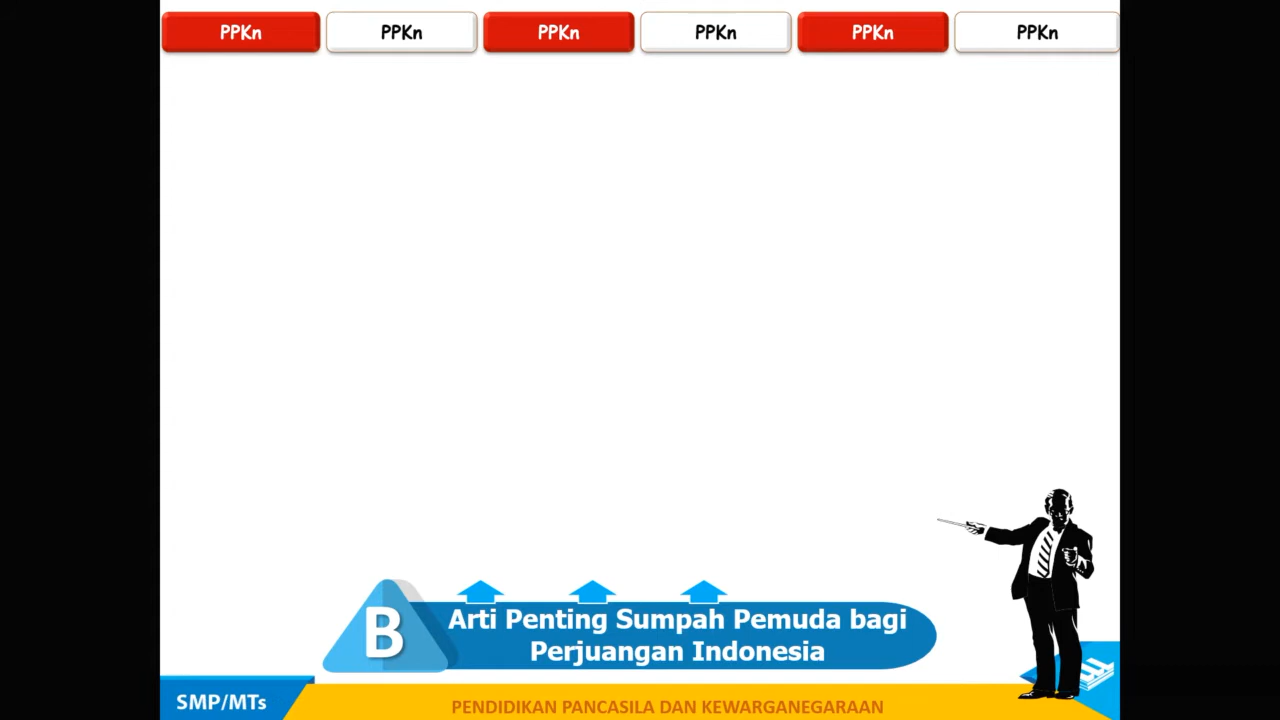 PPKn PPKn PPKn PPKn PPKn PPKn
B
Arti Penting Sumpah Pemuda bagi
Perjuangan Indonesia
SMP/MTs
PENDIDIKAN PANCASILA DAN KEWARGANEGARAAN